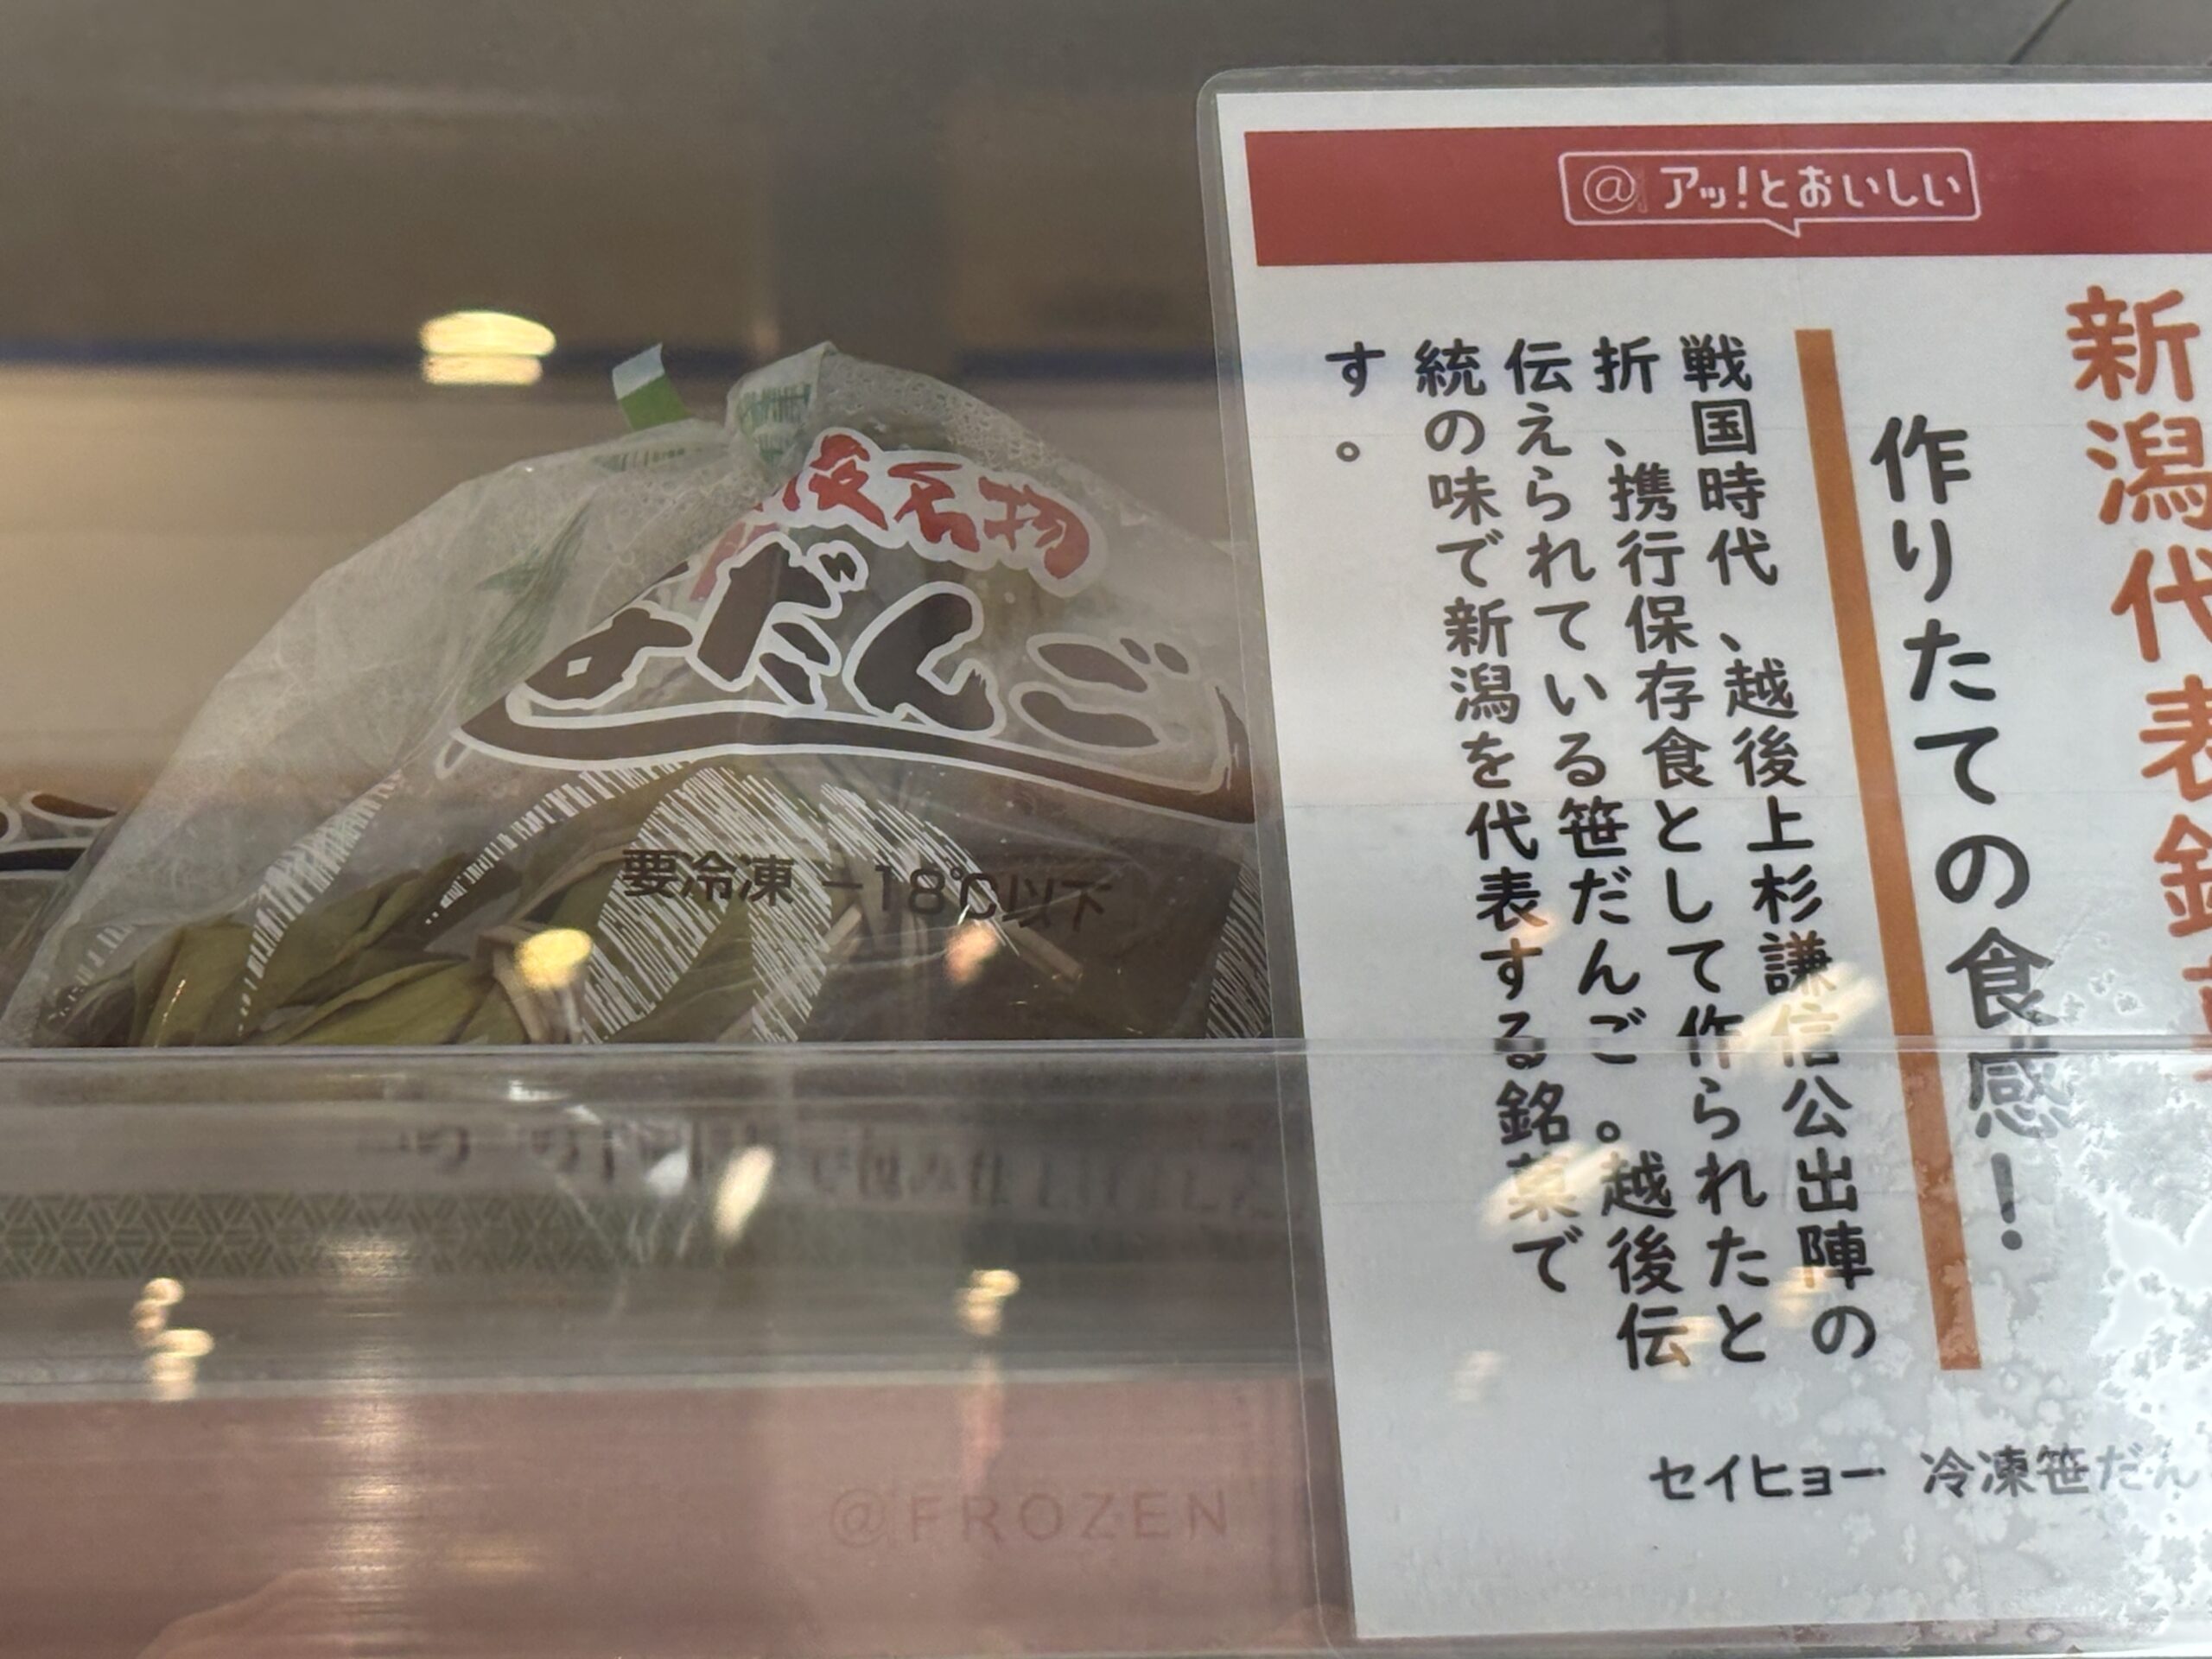 @ アッ!とおいしい
新潟代表銘菓
作りたての食感!
戦国時代、越後上杉謙信公出陣の
折、携行保存食として作られたと
伝えられている笹だんご。越後伝
統の味で新潟を代表する銘菓で
す。
セイヒョー 冷凍笹だん
名物
だんご
要冷凍 -18℃以下
@FROZEN